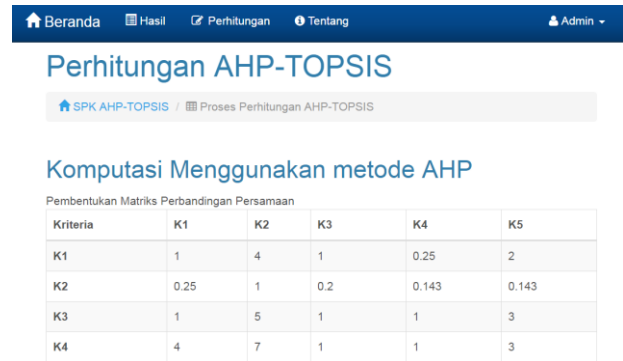 Beranda Hasil Perhitungan Tentang Admin
Perhitungan AHP-TOPSIS
SPK AHP-TOPSIS / Proses Perhitungan AHP-TOPSIS
Komputasi Menggunakan metode AHP
Pembentukan Matriks Perbandingan Persamaan
Kriteria K1 K2 K3 K4 K5
K1 1 4 1 0.25 2
K2 0.25 1 0.2 0.143 0.143
K3 1 5 1 1 3
K4 4 7 1 1 3